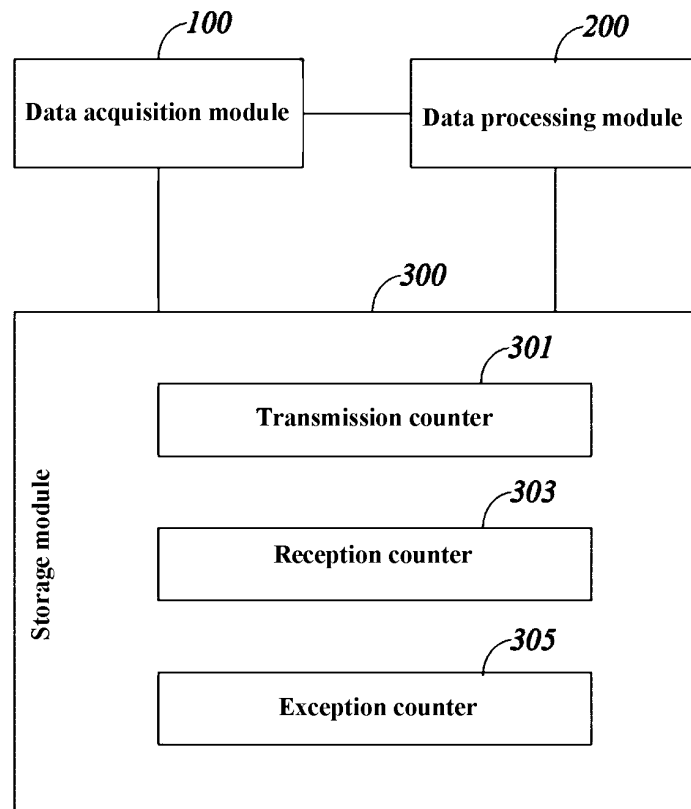 100
200
Data acquisition module
Data processing module
300
301
Transmission counter
303
Reception counter
Storage module
305
Exception counter